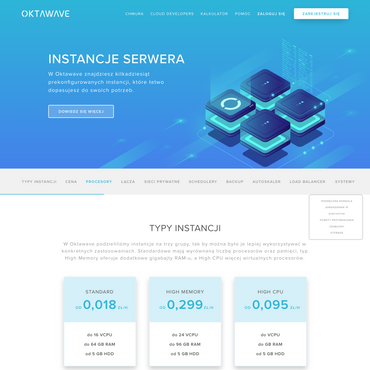 OKTAWAVE
CHMURA CLOUD DEVELOPERS KALKULATOR POMOC ZALOGUJ SIĘ ZAREJESTRUJ SIĘ
INSTANCJE SERWERA
W Oktawave znajdziesz kilkadziesiąt
prekonfigurowanych instancji, które łatwo
dopasujesz do swoich potrzeb.
DOWIEDZ SIĘ WIĘCEJ
TYPY INSTANCJI CENA PROCESORY ŁĄCZA SIECI PRYWATNE SCHEDULERY BACKUP AUTOSKALER LOAD BALANCER SYSTEMY
TYPY INSTANCJI
W Oktawave podzieliliśmy instancje na trzy grupy, tak by można było je lepiej wykorzystywać w
konkretnych zastosowaniach. Standardowe mają wyrównaną liczbę procesorów oraz pamięci, typ
High Memory oferuje dodatkowe gigabajty RAM-u, a High CPU więcej wirtualnych procesorów.
STANDARD
OD 0,018 ZŁ/H
do 16 VCPU
do 64 GB RAM
od 5 GB HDD
HIGH MEMORY
OD 0,299 ZŁ/H
do 24 VCPU
do 96 GB RAM
od 5 GB HDD
HIGH CPU
OD 0,095 ZŁ/H
do VCPU
do GB RAM
od 5 GB HDD